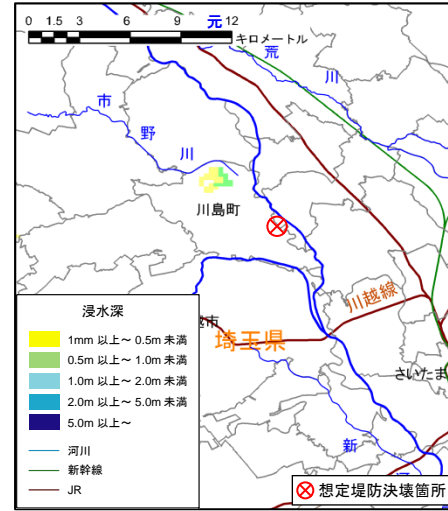 0 1.5 3 6 9 12
キロメートル
元
荒
川
市
野
川
川島町
川越線
越市
埼玉県
さいたま
新
浸水深
1mm 以上～ 0.5m 未満
0.5m 以上～ 1.0m 未満
1.0m 以上～ 2.0m 未満
2.0m 以上～ 5.0m 未満
5.0m 以上～
河川
新幹線
JR
想定堤防決壊箇所